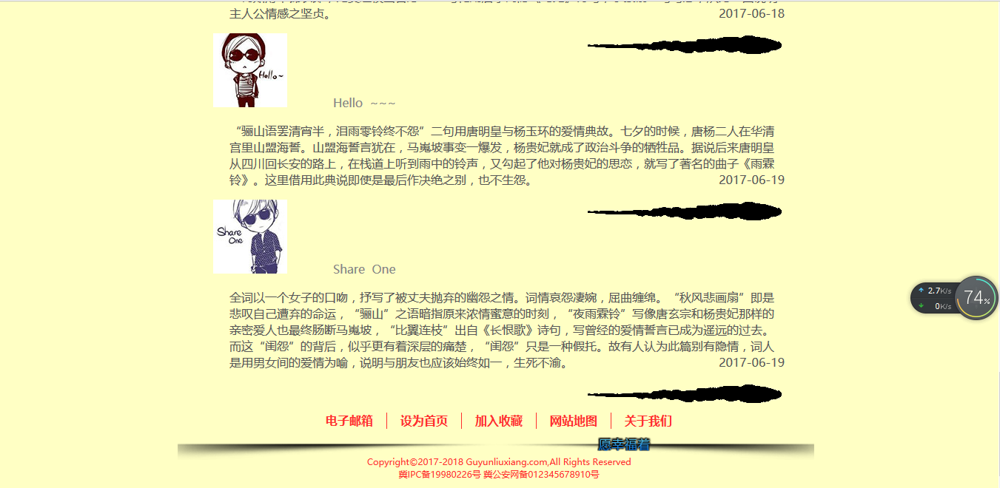 主人公情感之坚贞。 2017-06-18
Hello~
Hello ~~~
“骊山语罢清宵半，泪雨零铃终不怨”二句用唐明皇与杨玉环的爱情典故。七夕的时候，唐杨二人在华清
宫里山盟海誓。山盟海誓言犹在，马嵬坡事变一爆发，杨贵妃就成了政治斗争的牺牲品。据说后来唐明皇
从四川回长安的路上，在栈道上听到雨中的铃声，又勾起了他对杨贵妃的思恋，就写了著名的曲子《雨霖
铃》。这里借用此典说即使是最后作决绝之别，也不生怨。 2017-06-19
Share
One
Share One
全词以一个女子的口吻，抒写了被丈夫抛弃的幽怨之情。词情哀怨凄婉，屈曲缠绵。“秋风悲画扇”即是
悲叹自己遭弃的命运，“骊山”之语暗指原来浓情蜜意的时刻，“夜雨霖铃”写像唐玄宗和杨贵妃那样的
亲密爱人也最终肠断马嵬坡，“比翼连枝”出自《长恨歌》诗句，写曾经的爱情誓言已成为遥远的过去。
而这“闺怨”的背后，似乎更有着深层的痛楚，“闺怨”只是一种假托。故有人认为此篇别有隐情，词人
是用男女间的爱情为喻，说明与朋友也应该始终如一，生死不渝。 2017-06-19
↑ 2.7K/s
↓ 0K/s
74%
电子邮箱 | 设为首页 | 加入收藏 | 网站地图 | 关于我们
愿幸福着
Copyright©2017-2018 Guyunliuxiang.com,All Rights Reserved
冀IPC备19980226号 冀公安网备012345678910号